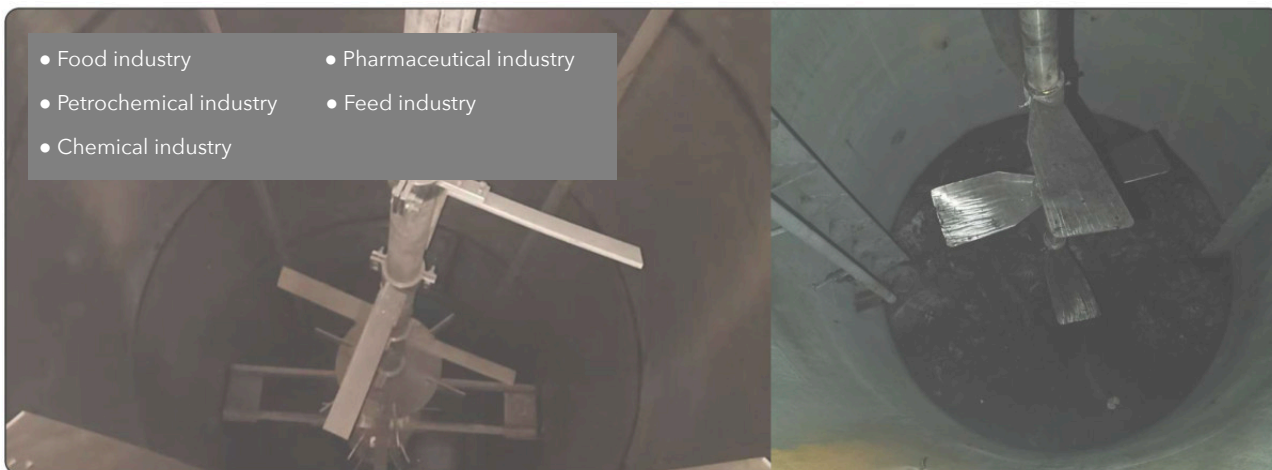 ● Food industry
● Petrochemical industry
● Chemical industry
● Pharmaceutical industry
● Feed industry